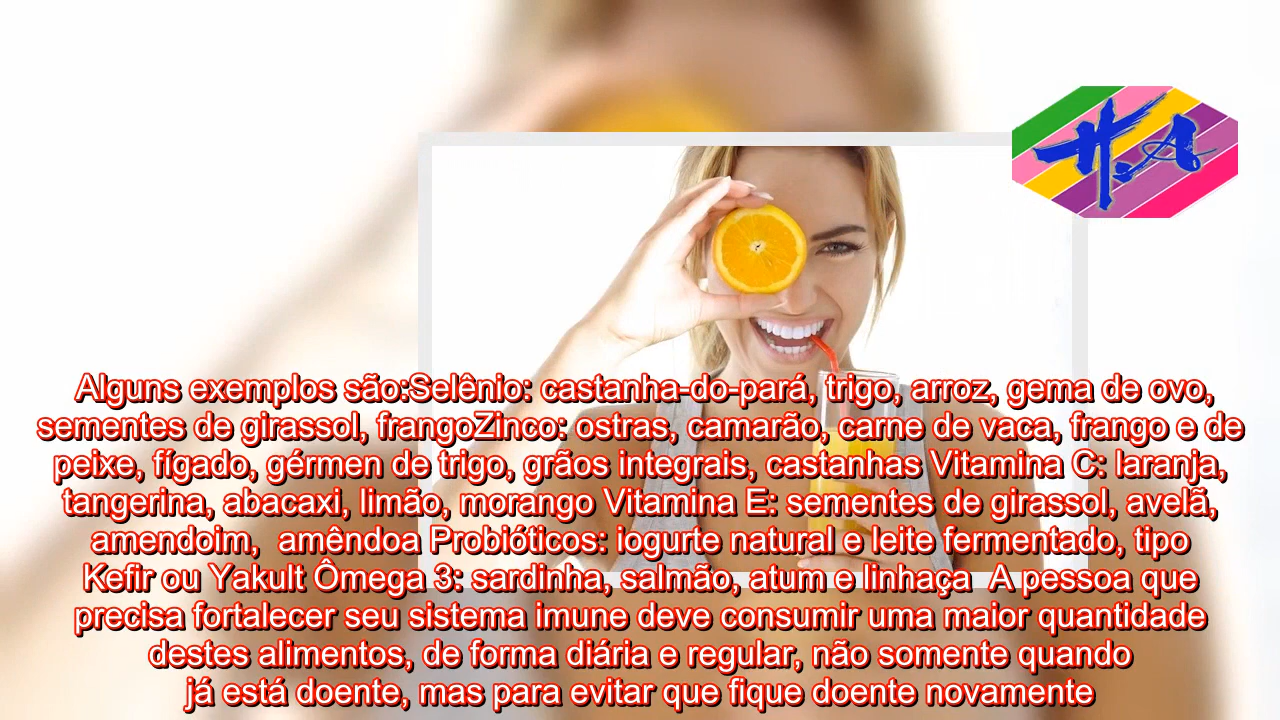 H.A
Alguns exemplos são:Selênio: castanha-do-pará, trigo, arroz, gema de ovo,
sementes de girassol, frangoZinco: ostras, camarão, carne de vaca, frango e de
peixe, fígado, gérmen de trigo, grãos integrais, castanhas Vitamina C: laranja,
tangerina, abacaxi, limão, morango Vitamina E: sementes de girassol, avelã,
amendoim,  amêndoa Probióticos: iogurte natural e leite fermentado, tipo
Kefir ou Yakult Ômega 3: sardinha, salmão, atum e linhaça  A pessoa que
precisa fortalecer seu sistema imune deve consumir uma maior quantidade
destes alimentos, de forma diária e regular, não somente quando
já está doente, mas para evitar que fique doente novamente